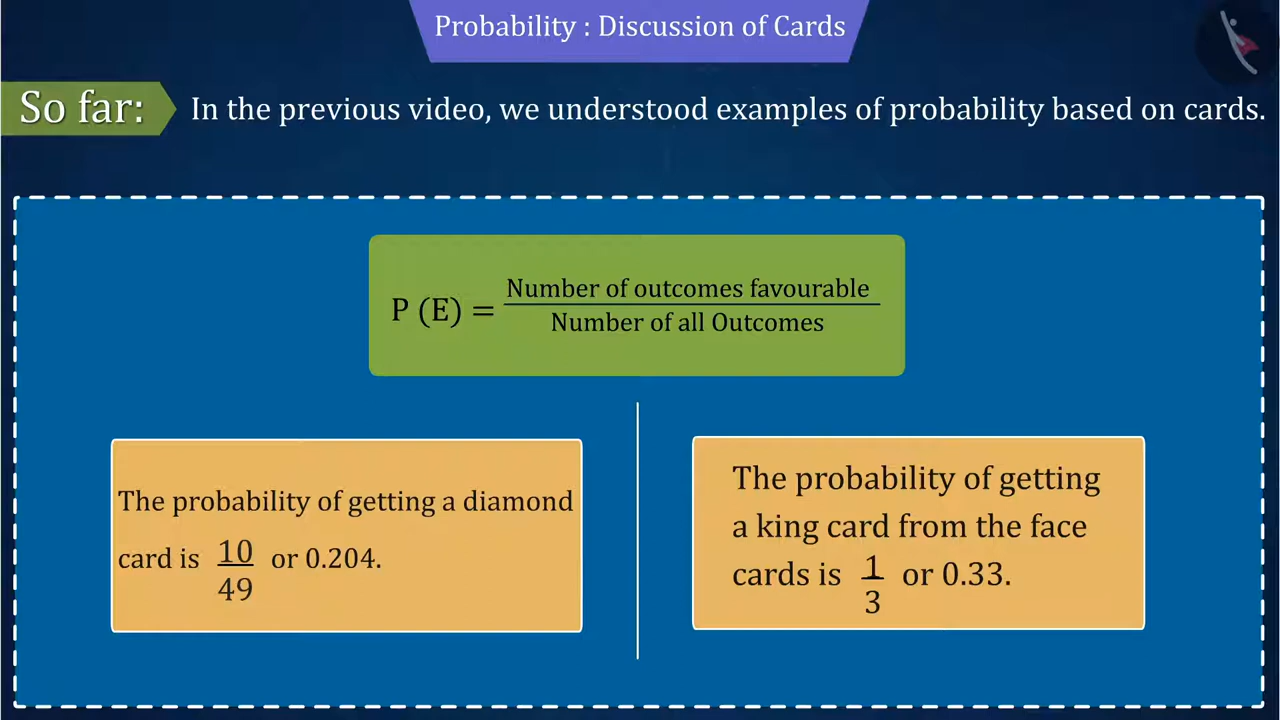 Probability : Discussion of Cards
So far:
In the previous video, we understood examples of probability based on cards.
P (E) = Number of outcomes favourable
Number of all Outcomes
The probability of getting a diamond
card is 10/49 or 0.204.
The probability of getting
a king card from the face
cards is 1/3 or 0.33.